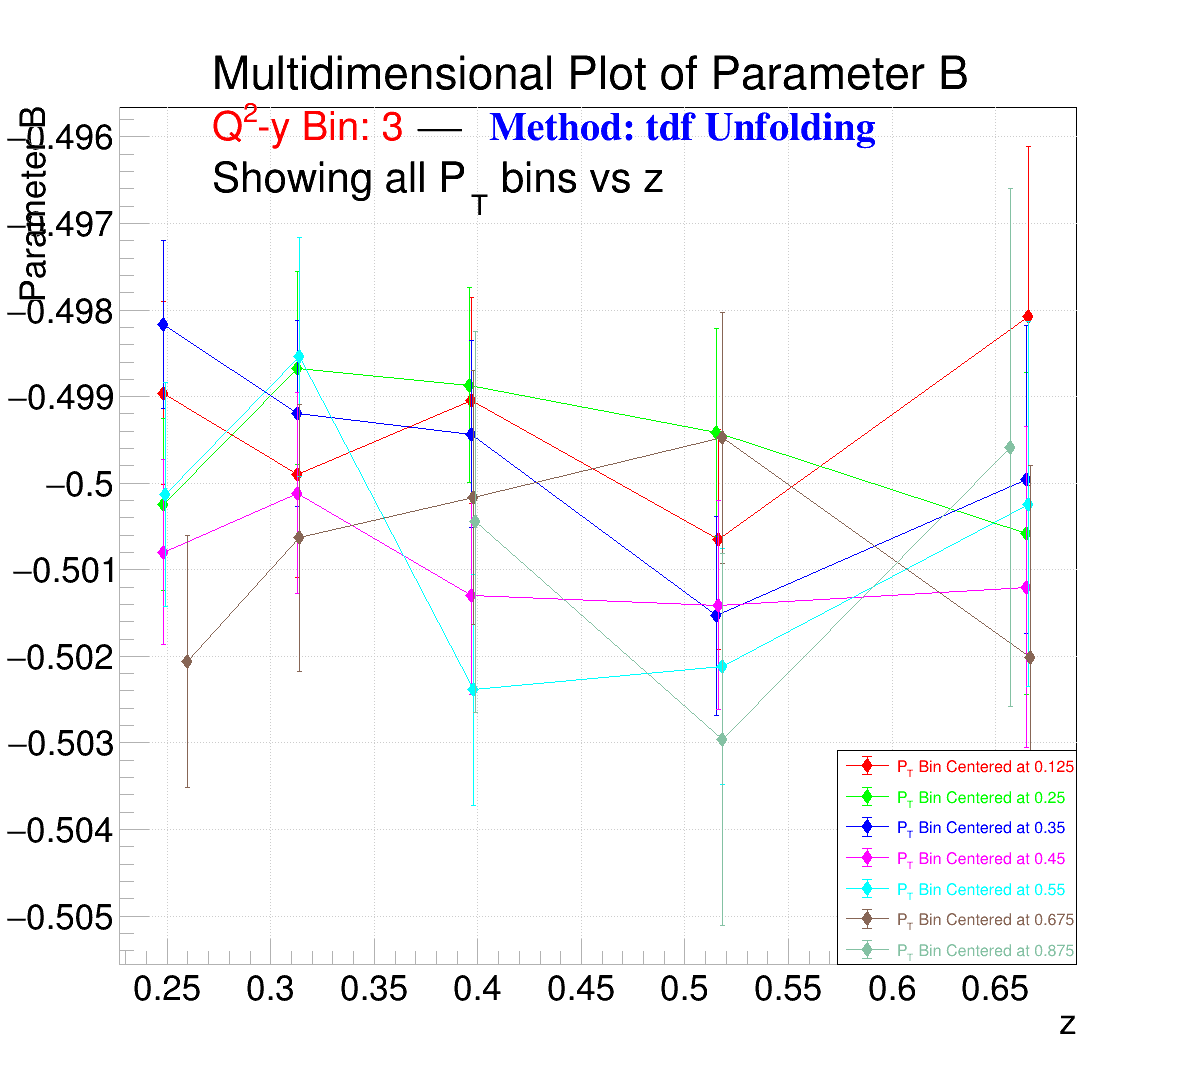 Multidimensional Plot of Parameter B
Q2-y Bin: 3 — Method: tdf Unfolding
Showing all PT bins vs z
Parameter B
−0.496
−0.497
−0.498
−0.499
−0.5
−0.501
−0.502
−0.503
−0.504
−0.505
PT Bin Centered at 0.125
PT Bin Centered at 0.25
PT Bin Centered at 0.35
PT Bin Centered at 0.45
PT Bin Centered at 0.55
PT Bin Centered at 0.675
PT Bin Centered at 0.875
0.25 0.3 0.35 0.4 0.45 0.5 0.55 0.6 0.65
z